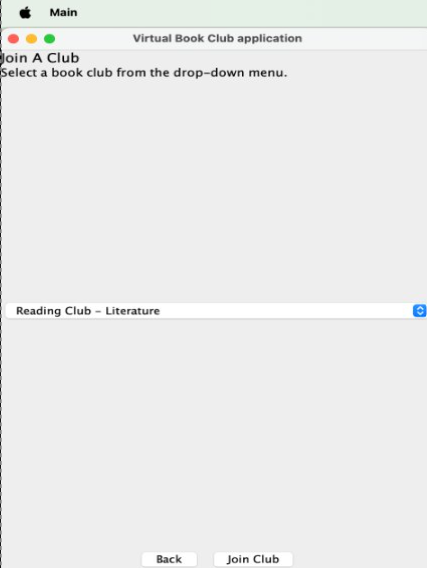 Main
Virtual Book Club application
Join A Club
Select a book club from the drop-down menu.
Reading Club - Literature
Back
Join Club